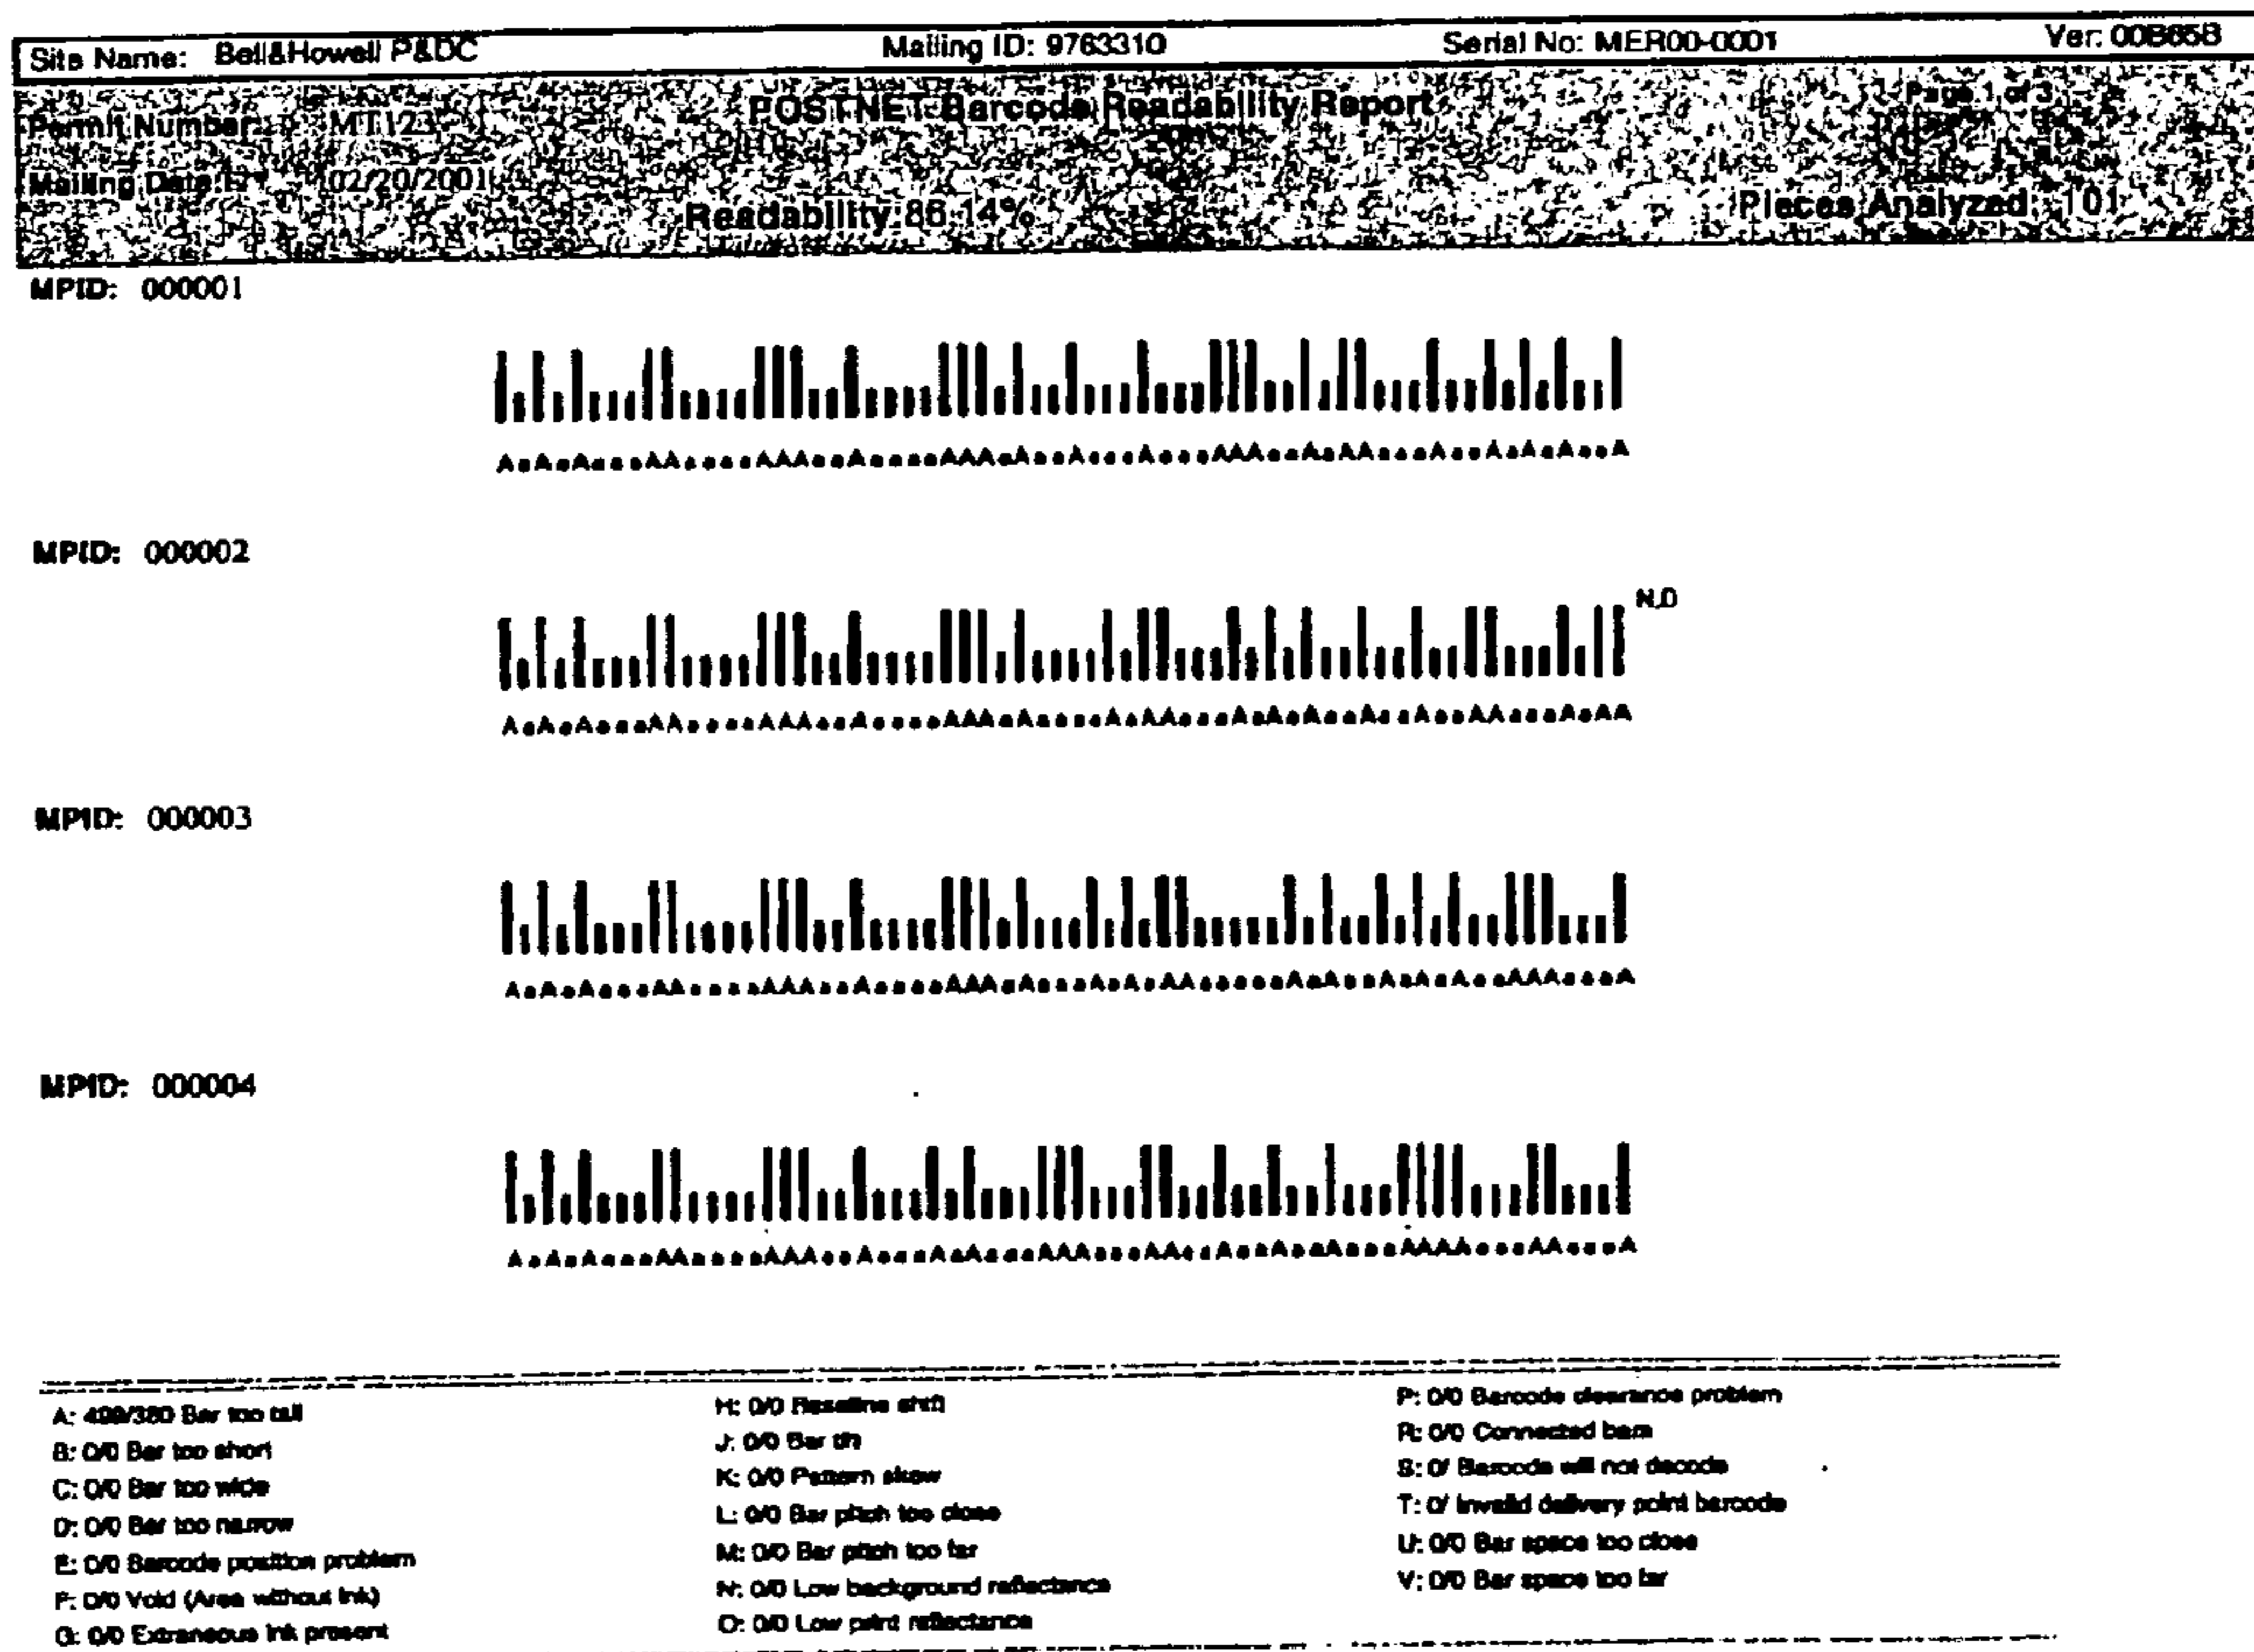 Site Name: Bell&Howell P&DC Mailing ID: 9763310 Serial No: MER00-0001 Ver: 00B65B
POSTNET Barcode Readability Report Page 1 of 3
Permit Number: MT123
Mailing Date: 02/20/2001
Readability: 86.14% Pieces Analyzed: 101
MPID: 000001
MPID: 000002
MPID: 000003
MPID: 000004
A: 499/380 Bar too tall
B: 0/0 Bar too short
C: 0/0 Bar too wide
D: 0/0 Bar too narrow
E: 0/0 Barcode position problem
F: 0/0 Void (Area without ink)
G: 0/0 Extraneous ink present
H: 0/0 Baseline shift
J: 0/0 Bar tilt
K: 0/0 Pattern skew
L: 0/0 Bar pitch too close
M: 0/0 Bar pitch too far
N: 0/0 Low background reflectance
O: 0/0 Low print reflectance
P: 0/0 Barcode clearance problem
R: 0/0 Connected bars
S: 0/ Barcode will not decode
T: 0/ Invalid delivery point barcode
U: 0/0 Bar space too close
V: 0/0 Bar space too far